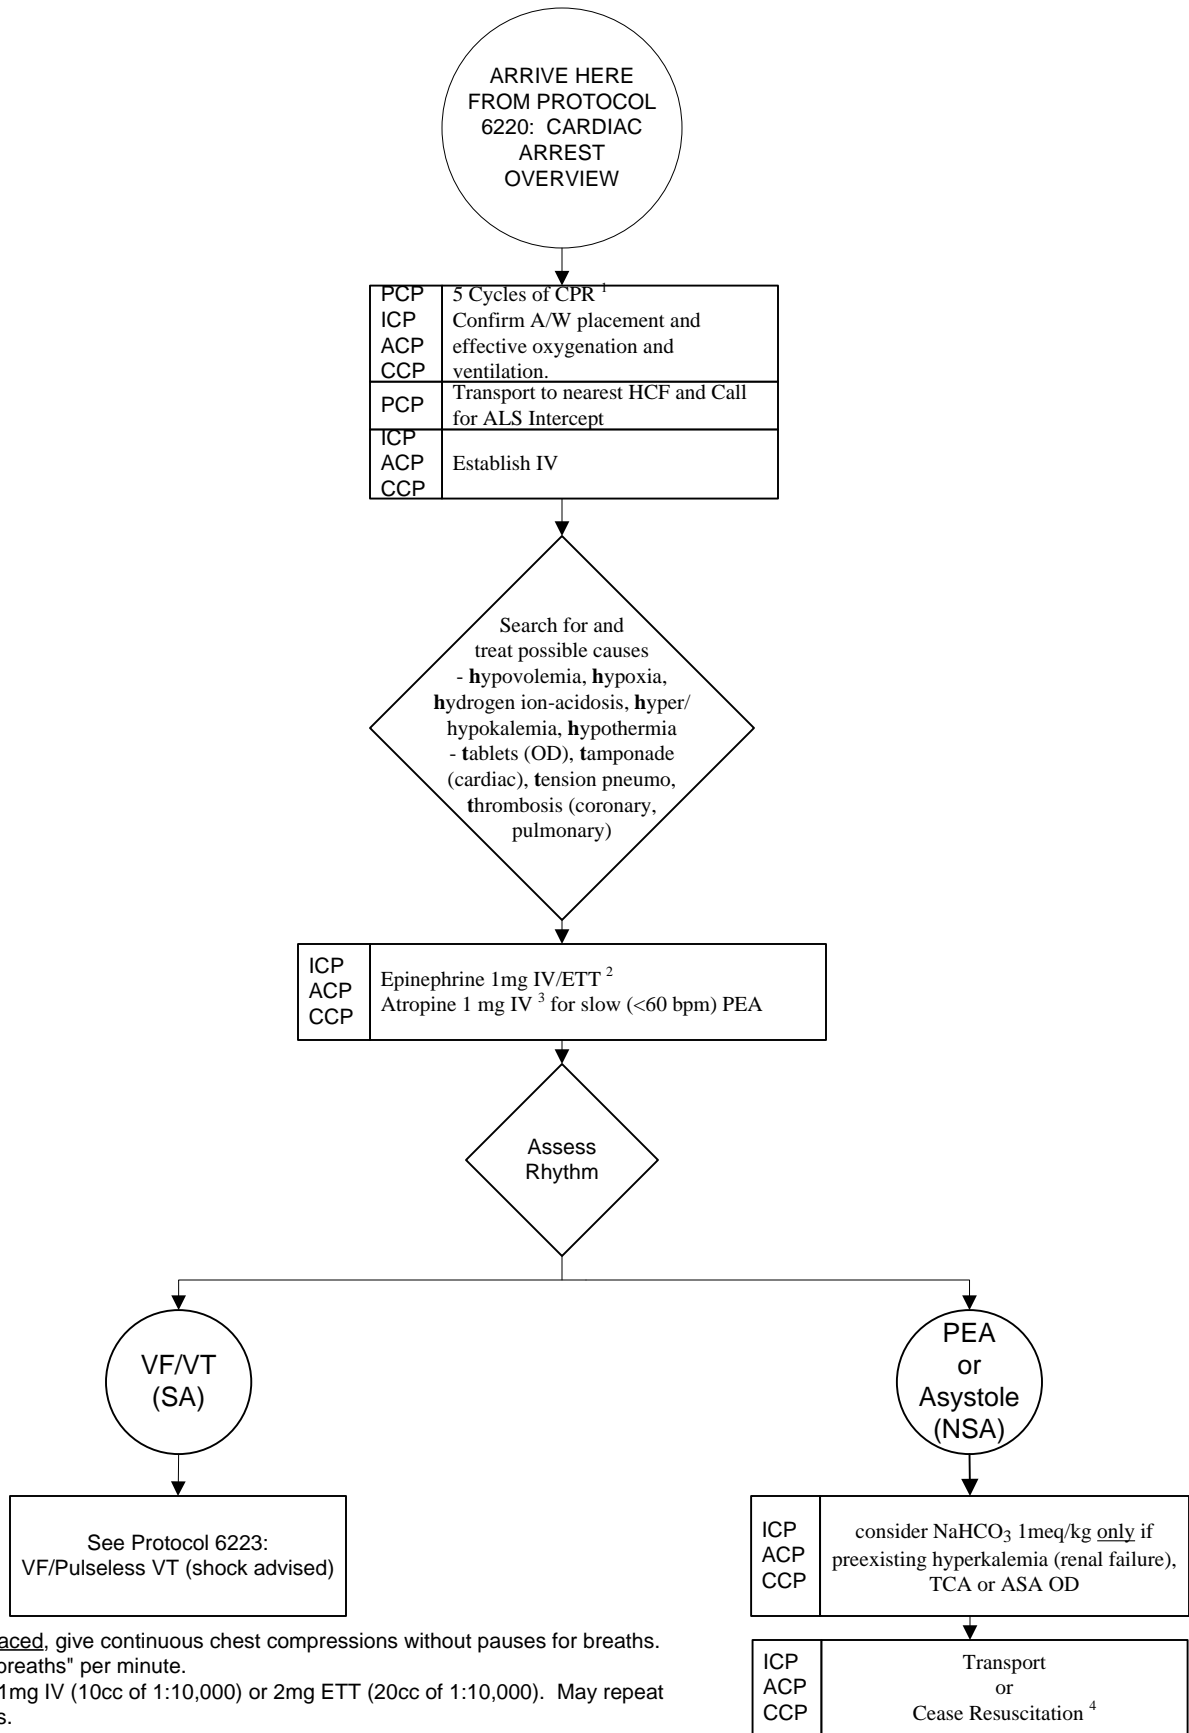 ARRIVE HERE
FROM PROTOCOL
6220: CARDIAC
ARREST
OVERVIEW
PCP
ICP
ACP
CCP
5 Cycles of CPR 1
Confirm A/W placement and
effective oxygenation and
ventilation.
PCP
Transport to nearest HCF and Call
for ALS Intercept
ICP
ACP
CCP
Establish IV
Search for and
treat possible causes
- hypovolemia, hypoxia,
hydrogen ion-acidosis, hyper/
hypokalemia, hypothermia
- tablets (OD), tamponade
(cardiac), tension pneumo,
thrombosis (coronary,
pulmonary)
ICP
ACP
CCP
Epinephrine 1mg IV/ETT 2
Atropine 1 mg IV 3 for slow (<60 bpm) PEA
Assess
Rhythm
VF/VT
(SA)
PEA
or
Asystole
(NSA)
See Protocol 6223:
VF/Pulseless VT (shock advised)
ICP
ACP
CCP
consider NaHCO3 1meq/kg only if
preexisting hyperkalemia (renal failure),
TCA or ASA OD
ICP
ACP
CCP
Transport
or
Cease Resuscitation 4
aced, give continuous chest compressions without pauses for breaths.
breaths" per minute.
1mg IV (10cc of 1:10,000) or 2mg ETT (20cc of 1:10,000). May repeat
s.